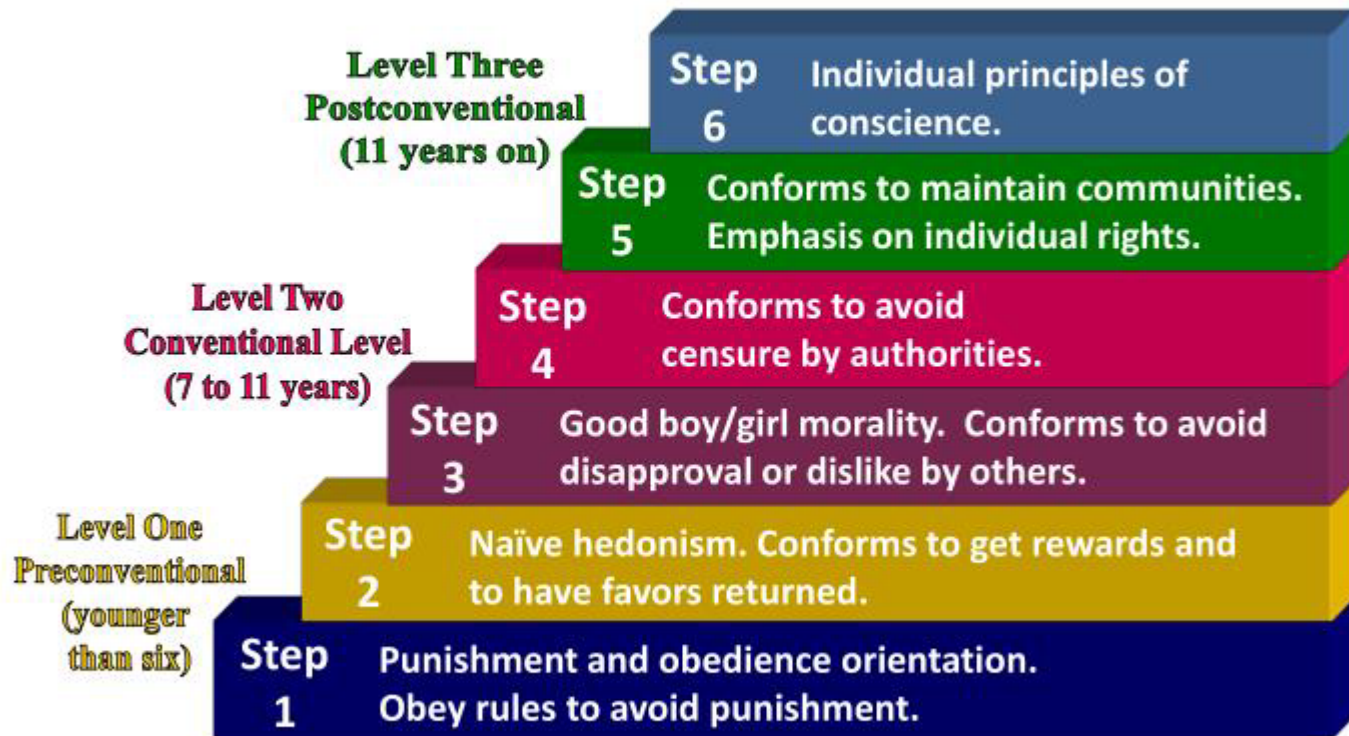 Level Three
Postconventional
(11 years on)
Step
6
Individual principles of
conscience.
Step
5
Conforms to maintain communities.
Emphasis on individual rights.
Level Two
Conventional Level
(7 to 11 years)
Step
4
Conforms to avoid
censure by authorities.
Step
3
Good boy/girl morality.  Conforms to avoid
disapproval or dislike by others.
Level One
Preconventional
(younger
than six)
Step
2
Naïve hedonism. Conforms to get rewards and
to have favors returned.
Step
1
Punishment and obedience orientation.
Obey rules to avoid punishment.